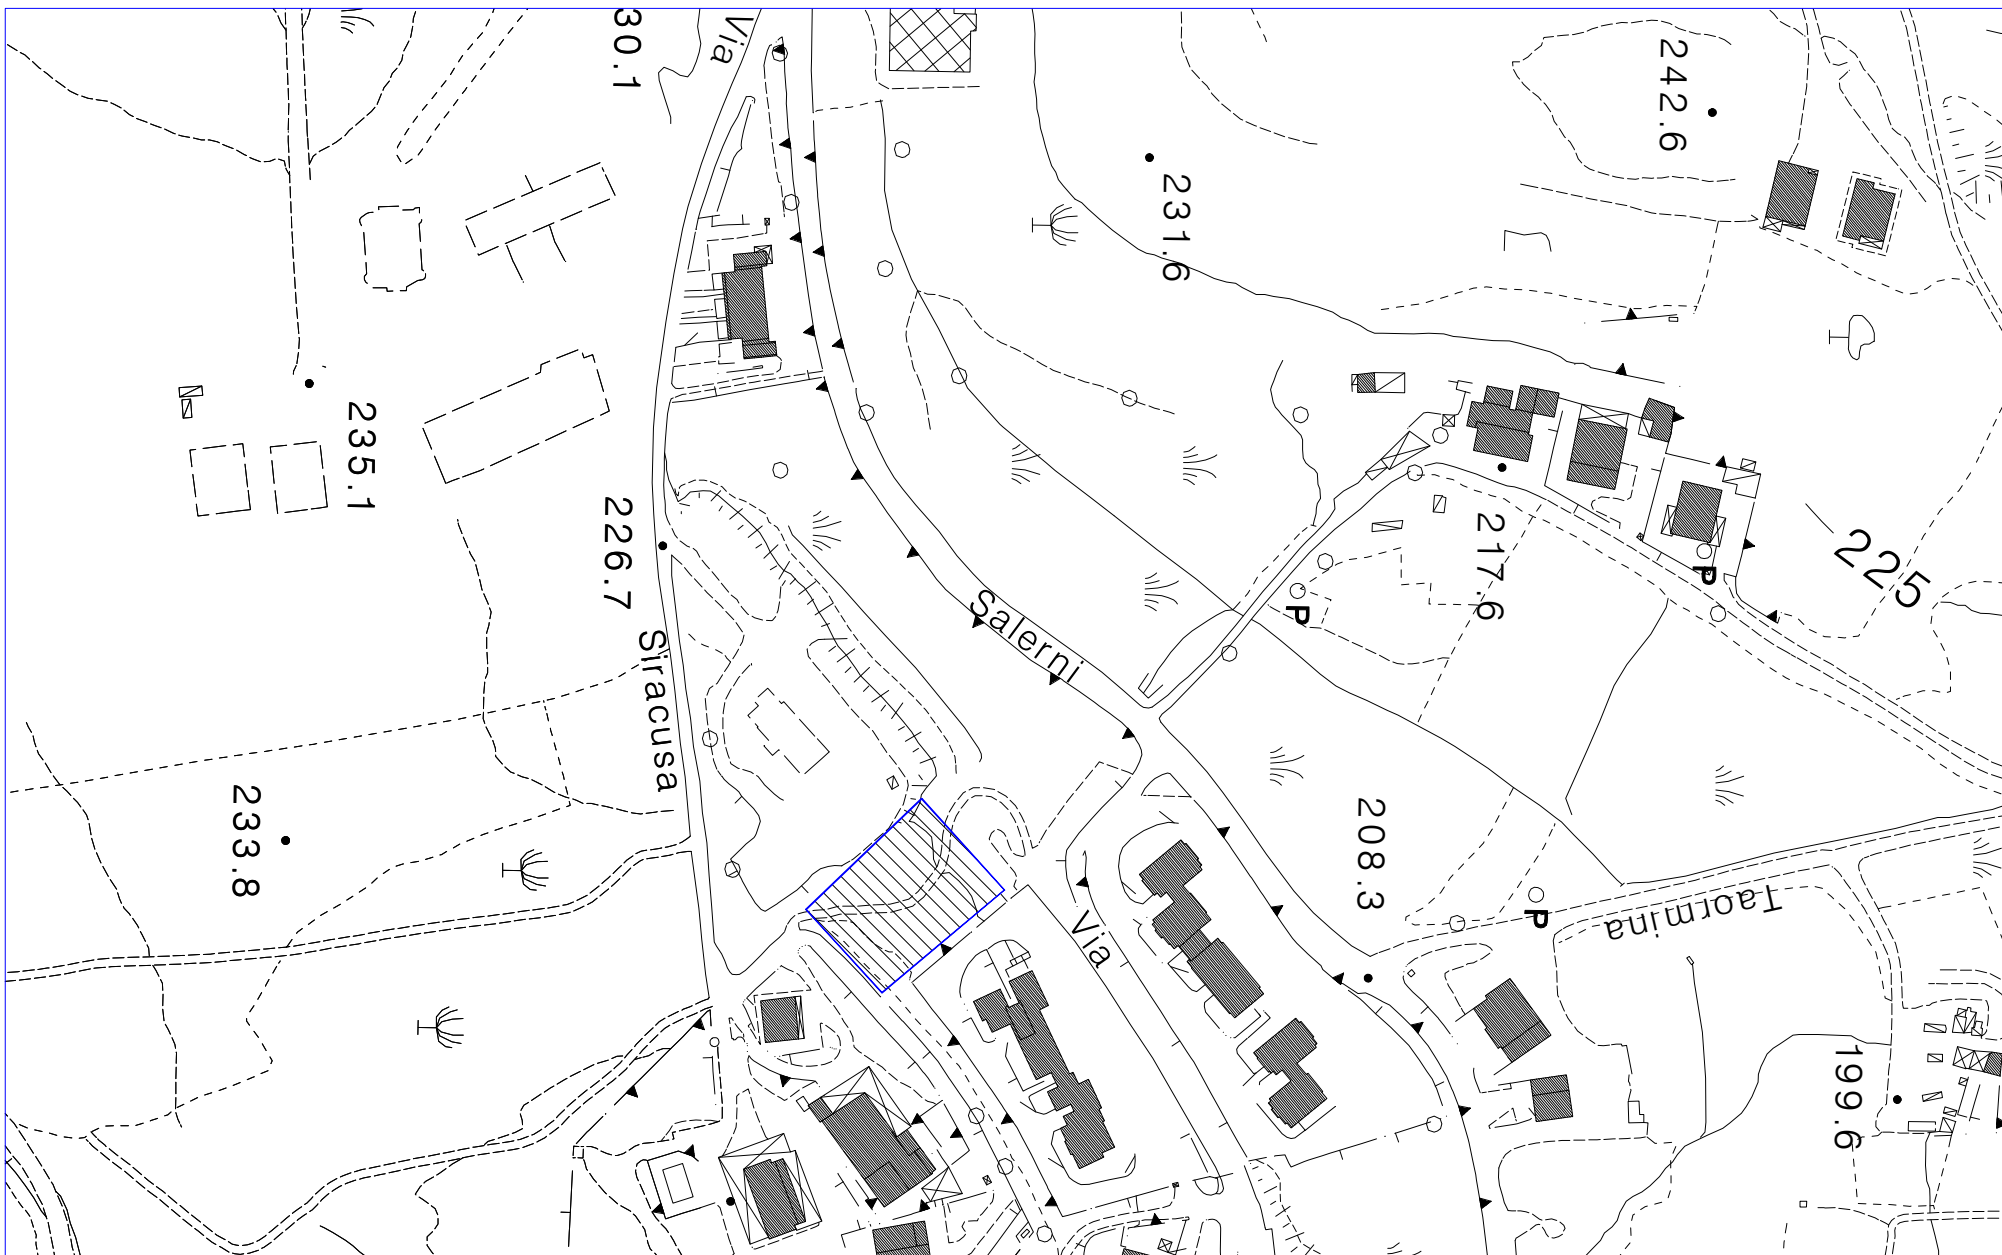 30.1
Via
242.6
231.6
235.1
226.7
217.6
225
P
P
Salerni
Siracusa
233.8
208.3
Taormina
P
Via
199.6